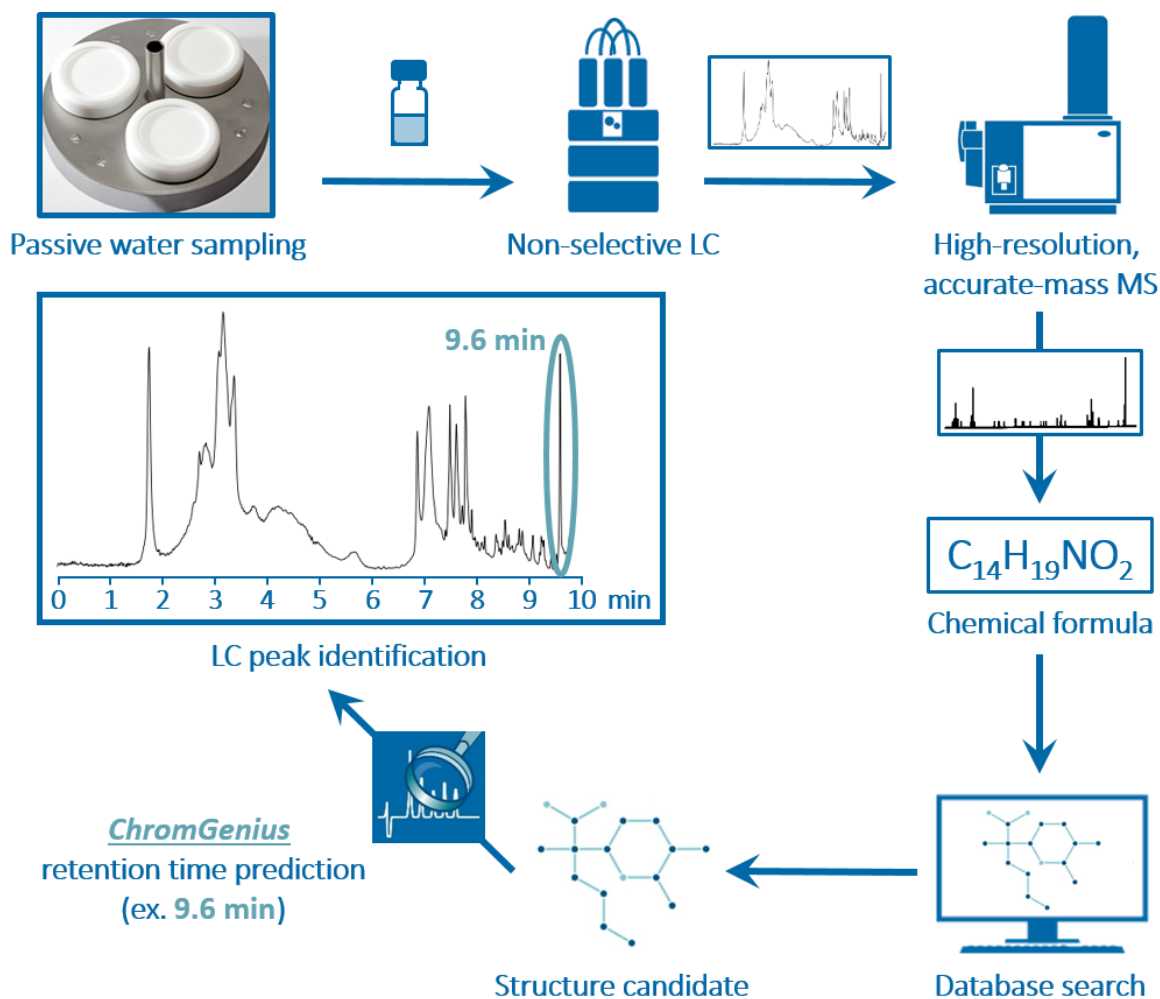 Passive water sampling
Non-selective LC
High-resolution,
accurate-mass MS
C₁₄H₁₉NO₂
Chemical formula
Database search
Structure candidate
ChromGenius
retention time prediction
(ex. 9.6 min)
9.6 min
0 1 2 3 4 5 6 7 8 9 10 min
LC peak identification